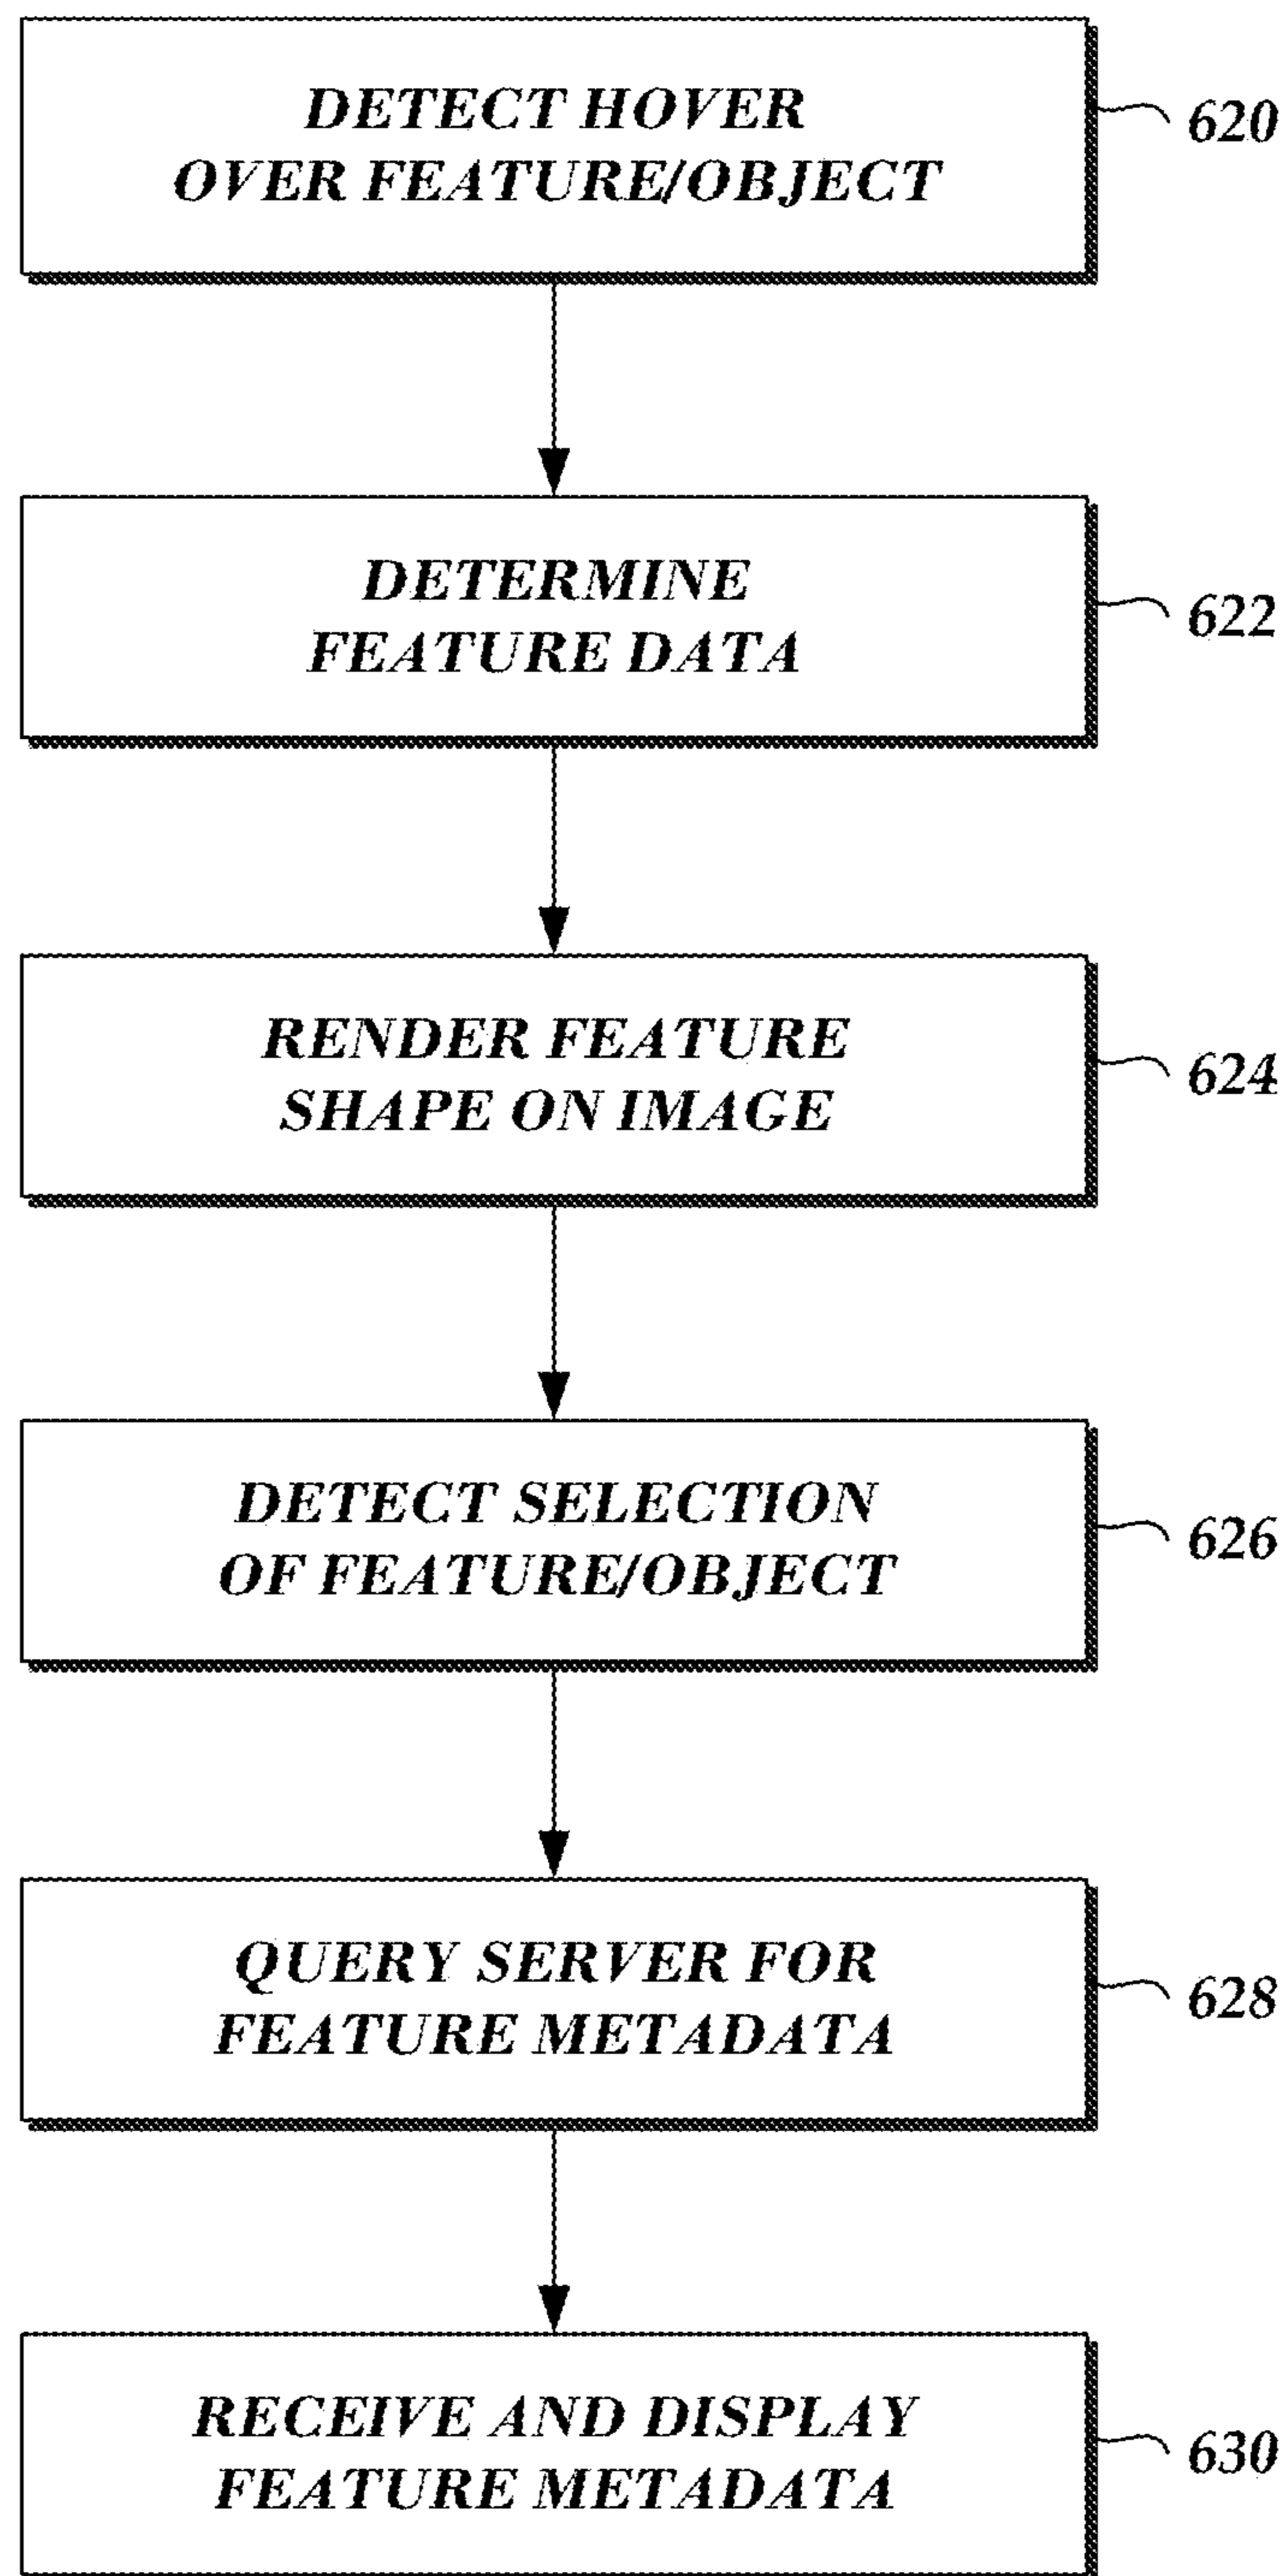 DETECT HOVER
OVER FEATURE/OBJECT
620
DETERMINE
FEATURE DATA
622
RENDER FEATURE
SHAPE ON IMAGE
624
DETECT SELECTION
OF FEATURE/OBJECT
626
QUERY SERVER FOR
FEATURE METADATA
628
RECEIVE AND DISPLAY
FEATURE METADATA
630